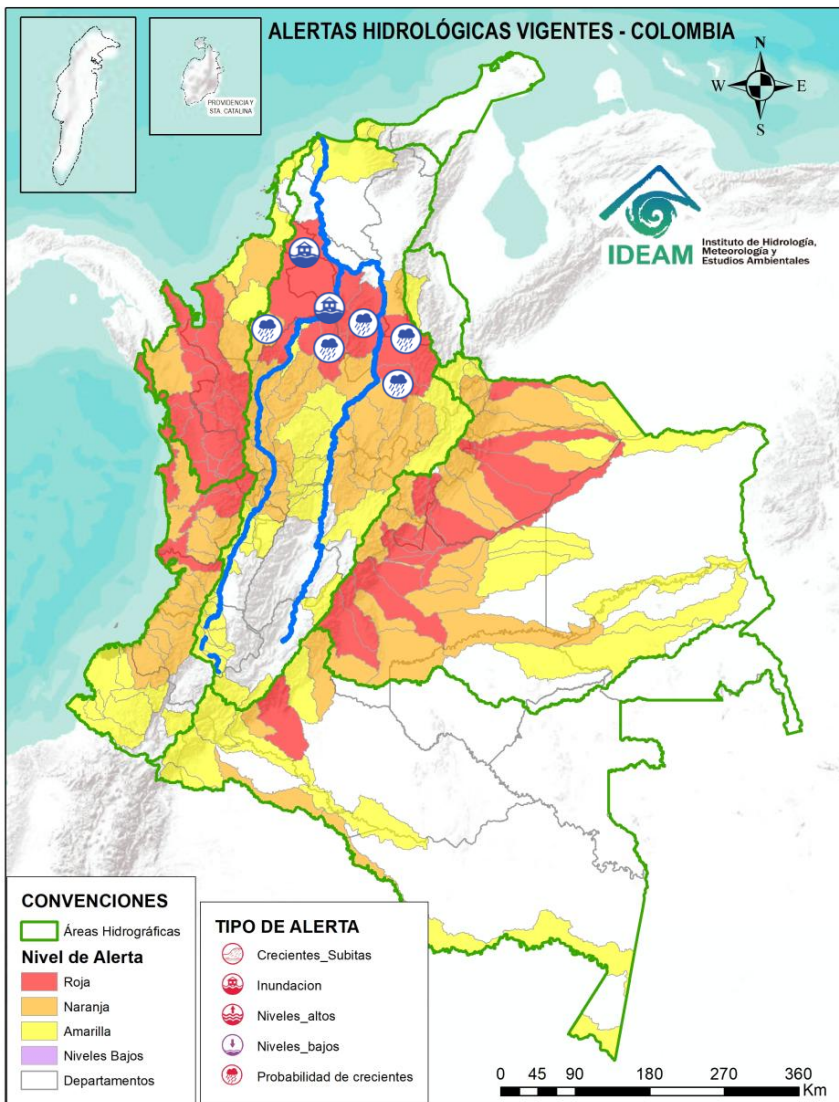 ALERTAS HIDROLÓGICAS VIGENTES - COLOMBIA
PROVIDENCIA Y
STA. CATALINA
N
W E
S
IDEAM
Instituto de Hidrología,
Meteorología y
Estudios Ambientales
CONVENCIONES
Áreas Hidrográficas
Nivel de Alerta
Roja
Naranja
Amarilla
Niveles Bajos
Departamentos
TIPO DE ALERTA
Crecientes_Subitas
Inundacion
Niveles_altos
Niveles_bajos
Probabilidad de crecientes
0 45 90 180 270 360
Km